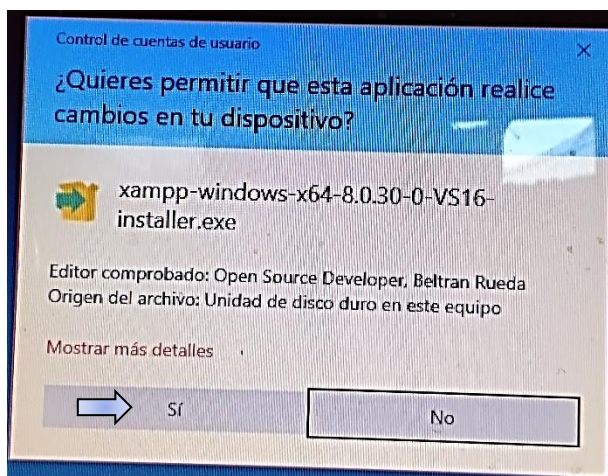 Control de cuentas de usuario
¿Quieres permitir que esta aplicación realice
cambios en tu dispositivo?
xampp-windows-x64-8.0.30-0-VS16-
installer.exe
Editor comprobado: Open Source Developer, Beltran Rueda
Origen del archivo: Unidad de disco duro en este equipo
Mostrar más detalles
Sí
No